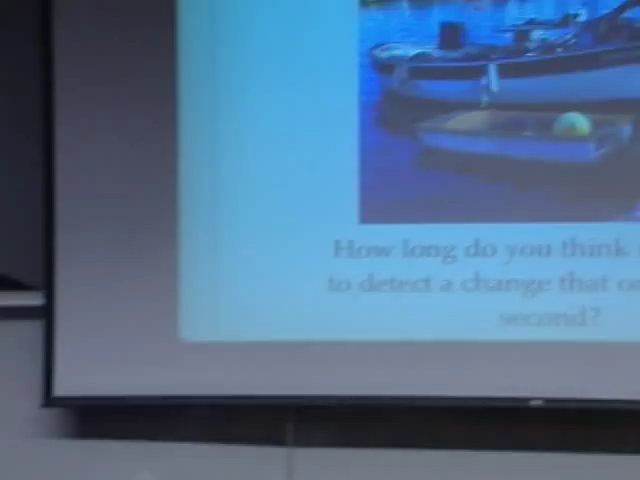 How long do you think
to detect a change that
second?